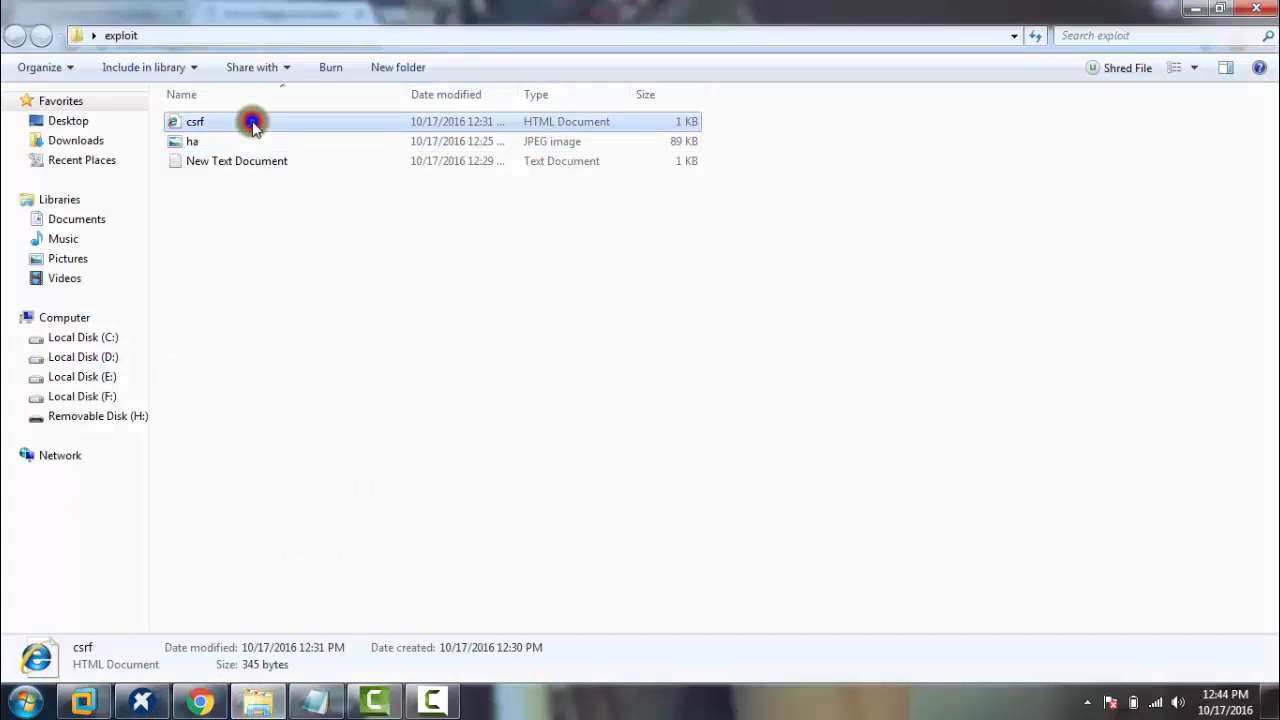 exploit
Search exploit
Organize Include in library Share with Burn New folder Shred File
Name Date modified Type Size
csrf 10/17/2016 12:31 ... HTML Document 1 KB
ha 10/17/2016 12:25 ... JPEG image 89 KB
New Text Document 10/17/2016 12:29 ... Text Document 1 KB
Favorites
Desktop
Downloads
Recent Places
Libraries
Documents
Music
Pictures
Videos
Computer
Local Disk (C:)
Local Disk (D:)
Local Disk (E:)
Local Disk (F:)
Removable Disk (H:)
Network
csrf Date modified: 10/17/2016 12:31 PM Date created: 10/17/2016 12:30 PM
HTML Document Size: 345 bytes
12:44 PM
10/17/2016